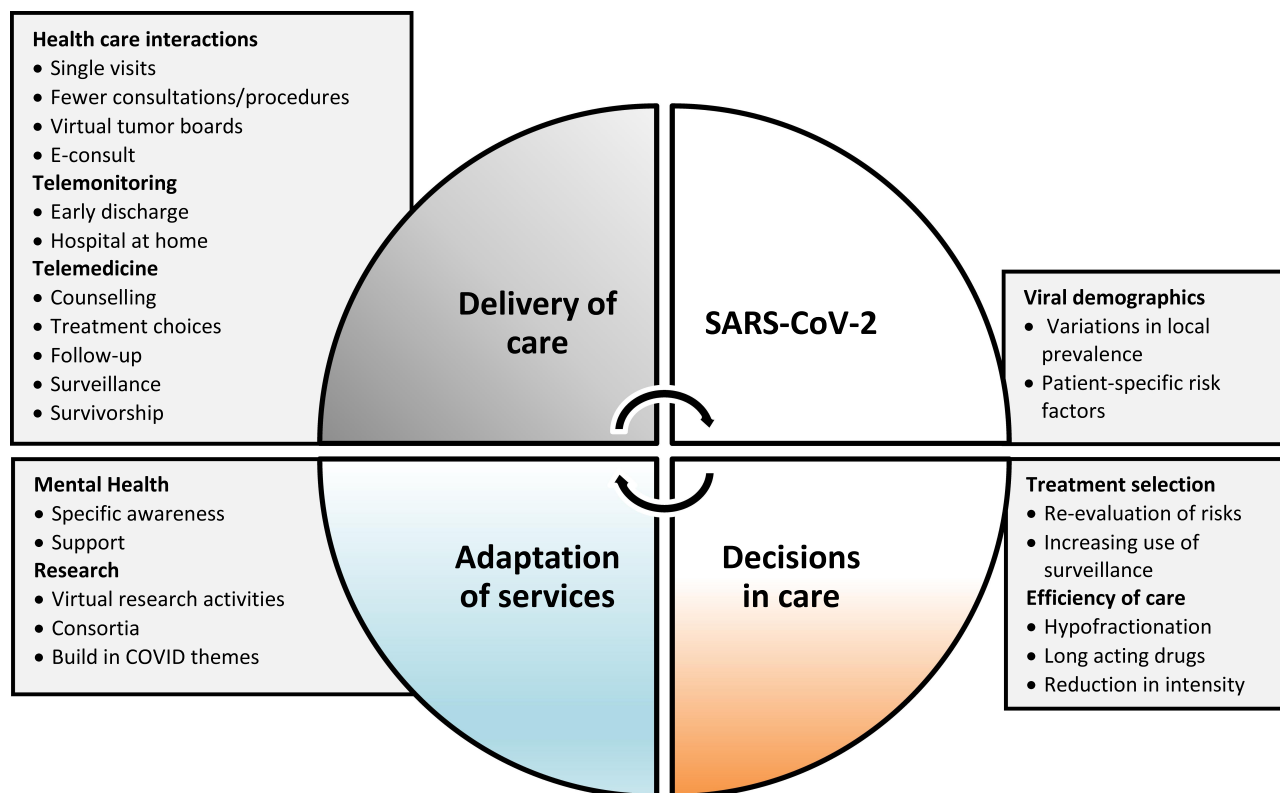 Health care interactions
• Single visits
• Fewer consultations/procedures
• Virtual tumor boards
• E-consult
Telemonitoring
• Early discharge
• Hospital at home
Telemedicine
• Counselling
• Treatment choices
• Follow-up
• Surveillance
• Survivorship
Delivery of
care
SARS-CoV-2
Viral demographics
• Variations in local
prevalence
• Patient-specific risk
factors
Mental Health
• Specific awareness
• Support
Research
• Virtual research activities
• Consortia
• Build in COVID themes
Adaptation
of services
Decisions
in care
Treatment selection
• Re-evaluation of risks
• Increasing use of
surveillance
Efficiency of care
• Hypofractionation
• Long acting drugs
• Reduction in intensity